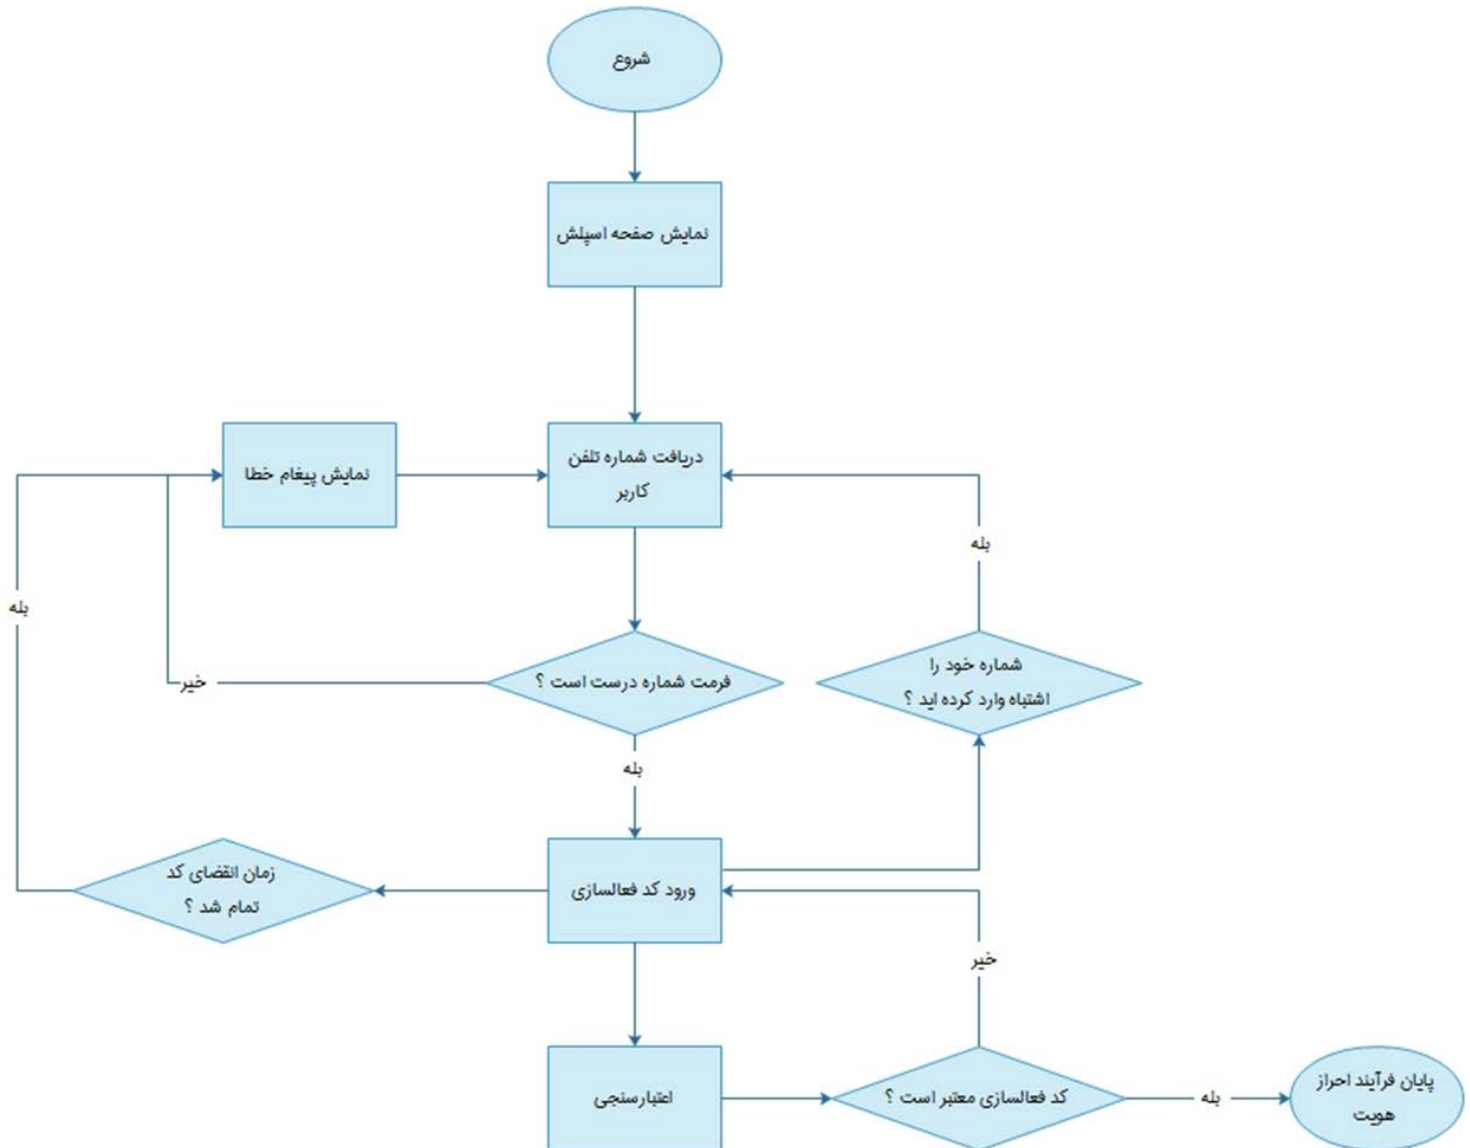 شروع
نمایش صفحه اسپلش
نمایش پیغام خطا
دریافت شماره تلفن
کاربر
بله
بله
شماره خود را
اشتباه وارد کرده اید ؟
فرمت شماره درست است ؟
خیر
بله
زمان انقضای کد
تمام شد ؟
ورود کد فعالسازی
خیر
اعتبارسنجی
کد فعالسازی معتبر است ؟
بله
پایان فرآیند احراز
هویت